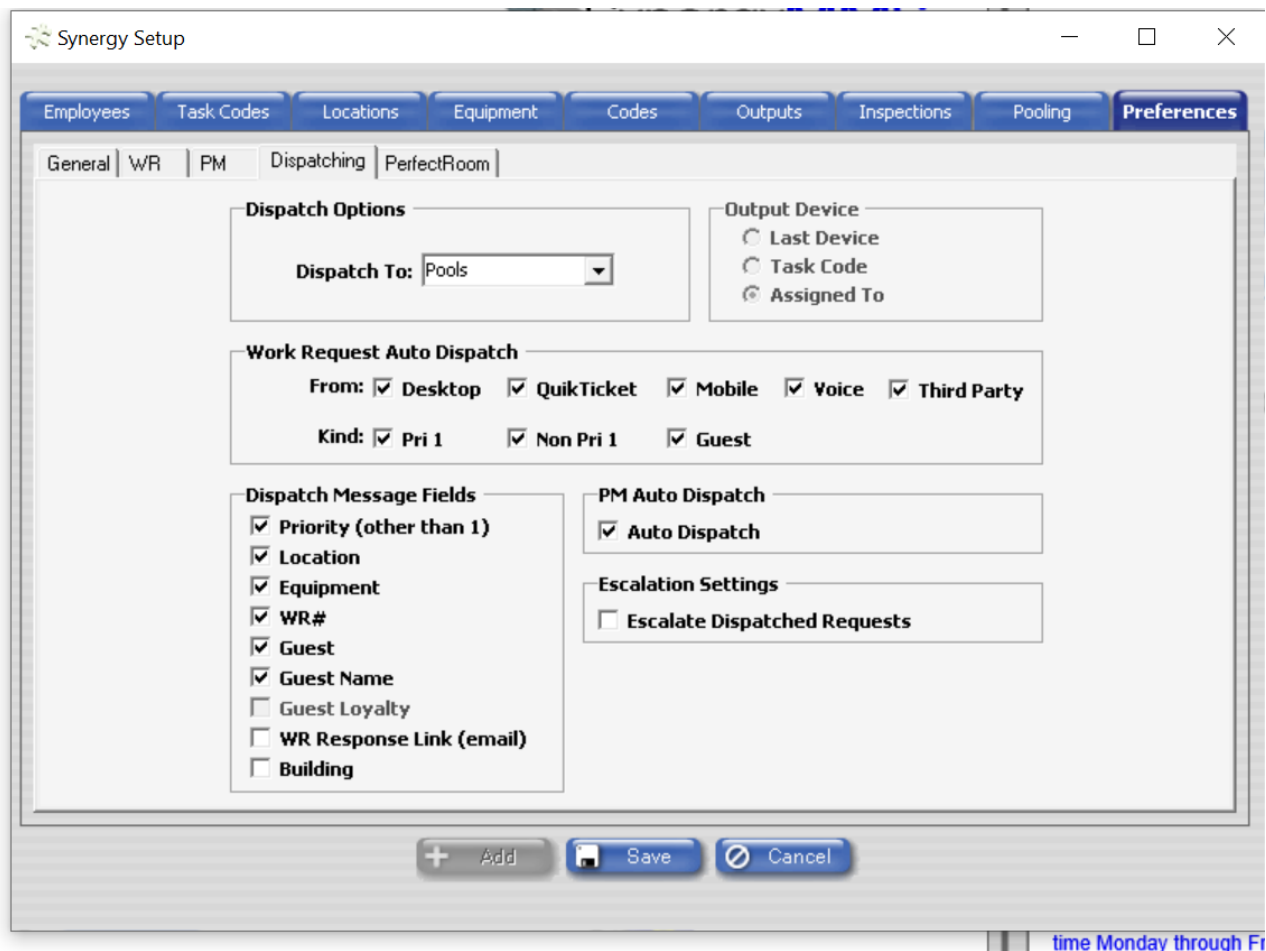 Synergy Setup
Employees Task Codes Locations Equipment Codes Outputs Inspections Pooling Preferences
General WR PM Dispatching PerfectRoom
Dispatch Options
Dispatch To: Pools
Output Device
Last Device
Task Code
Assigned To
Work Request Auto Dispatch
From: Desktop QuikTicket Mobile Voice Third Party
Kind: Pri 1 Non Pri 1 Guest
Dispatch Message Fields
Priority (other than 1)
Location
Equipment
WR#
Guest
Guest Name
Guest Loyalty
WR Response Link (email)
Building
PM Auto Dispatch
Auto Dispatch
Escalation Settings
Escalate Dispatched Requests
Add Save Cancel
time Monday through Fr